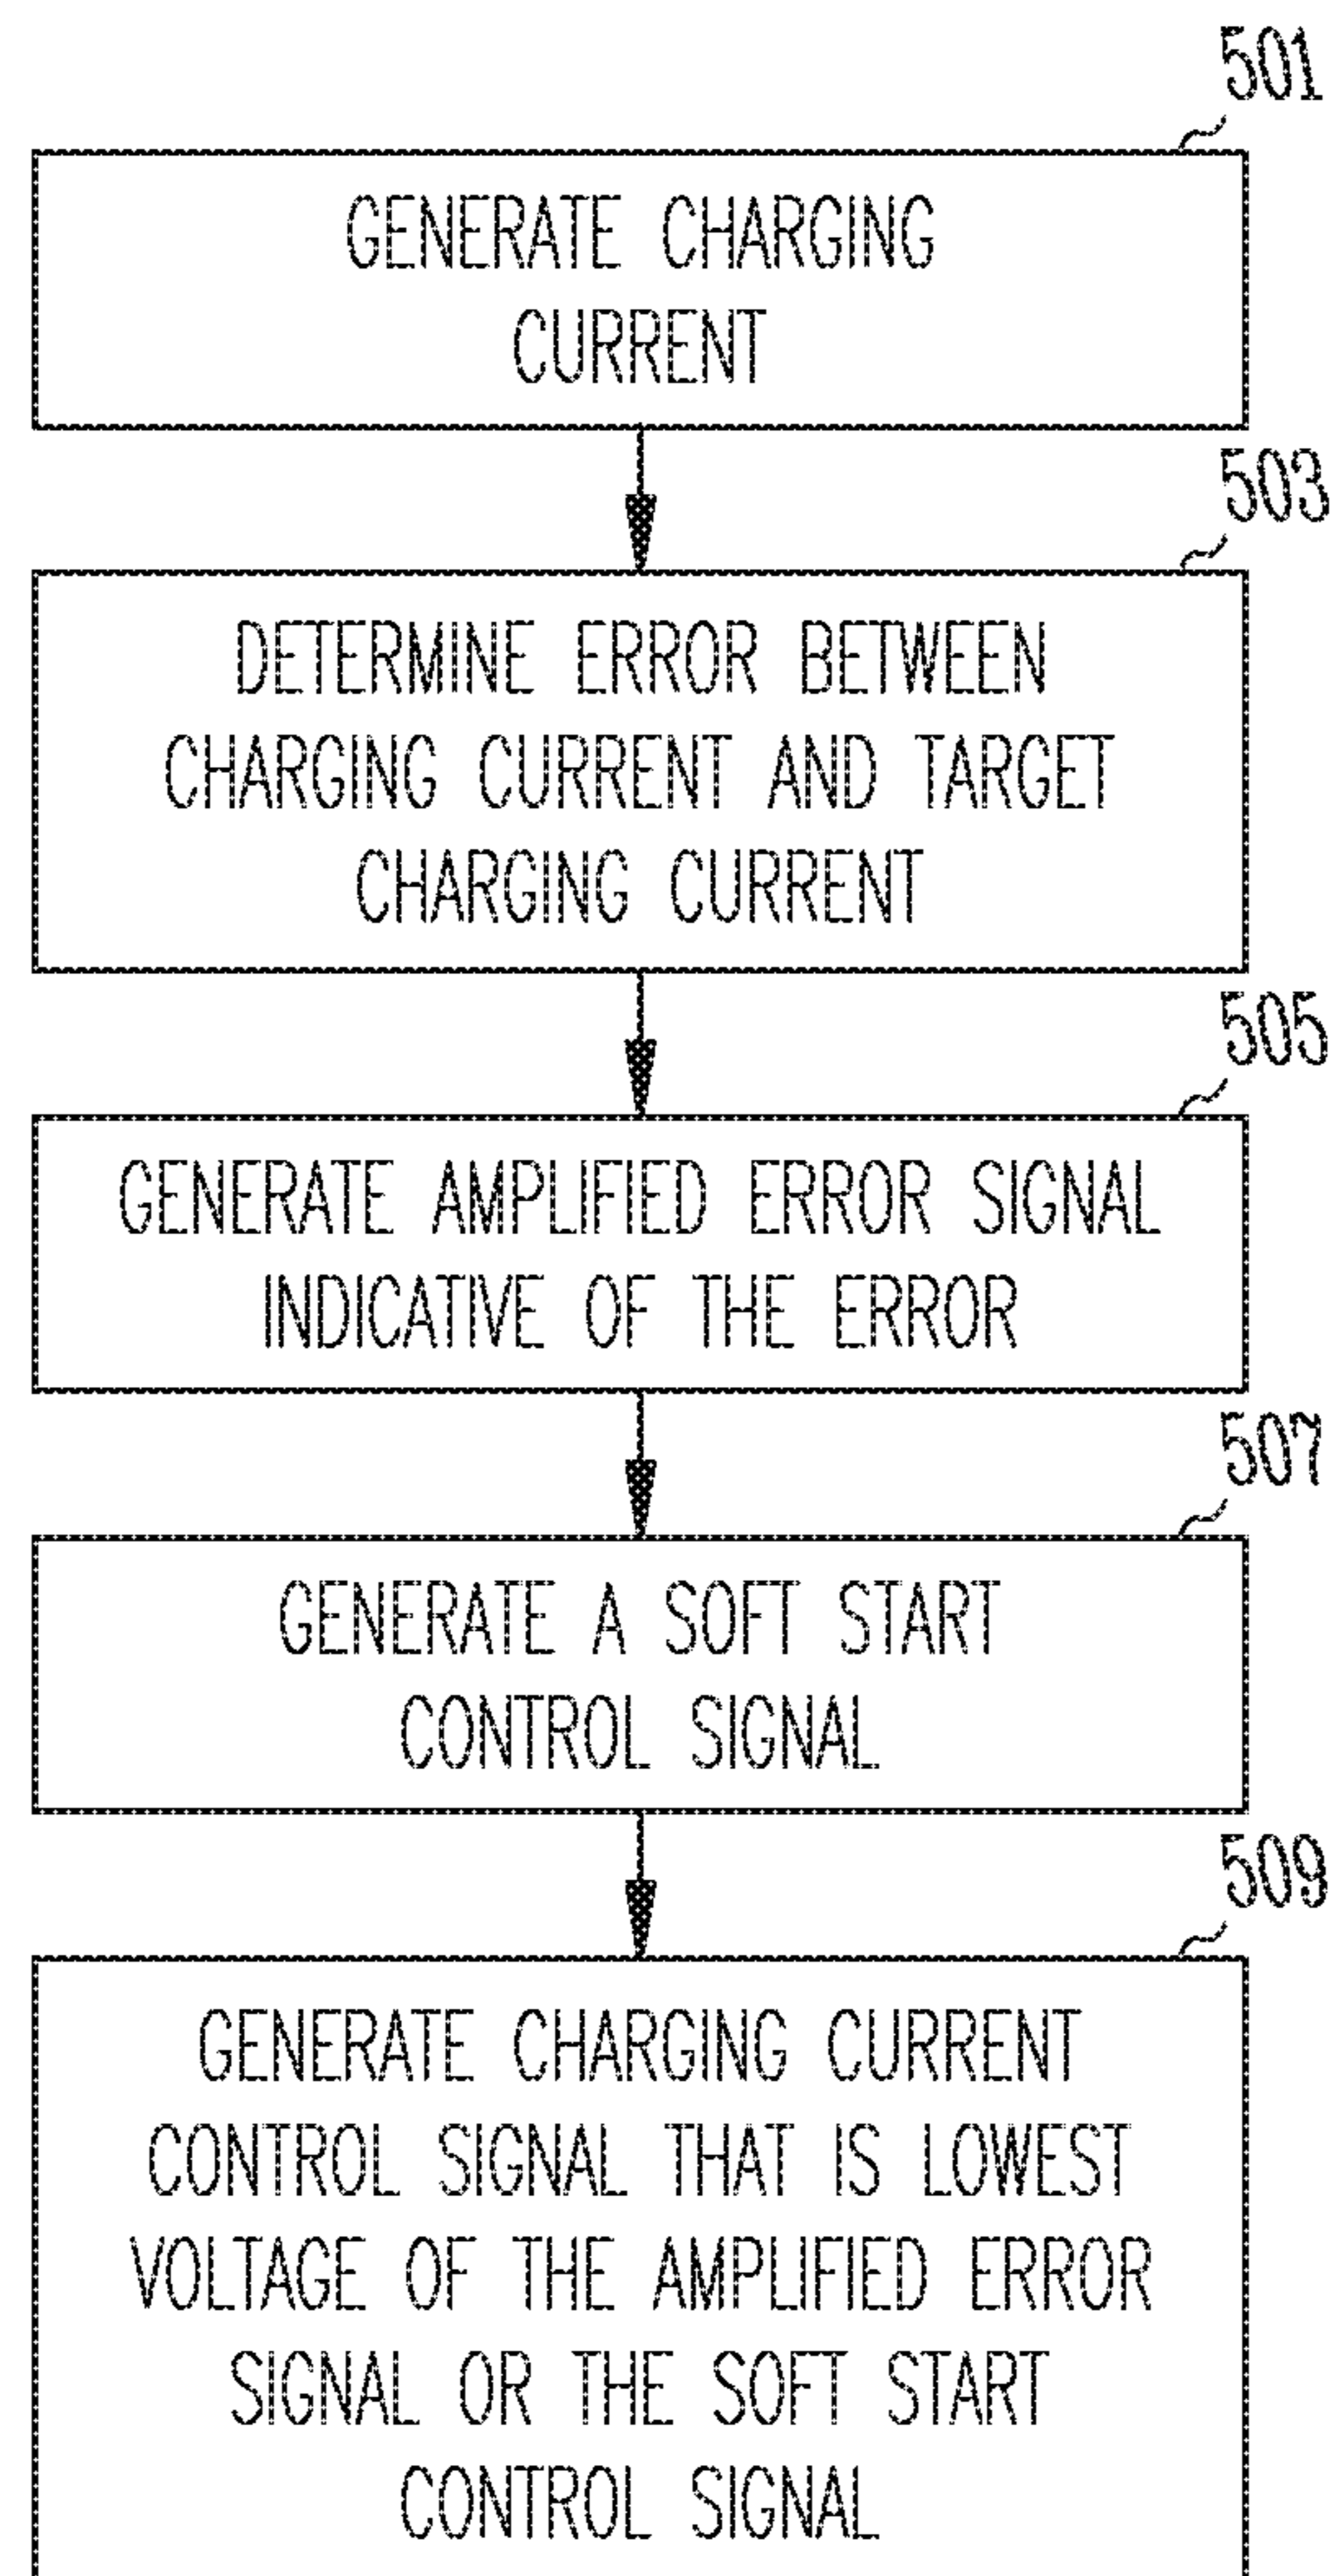 501
GENERATE CHARGING
CURRENT
503
DETERMINE ERROR BETWEEN
CHARGING CURRENT AND TARGET
CHARGING CURRENT
505
GENERATE AMPLIFIED ERROR SIGNAL
INDICATIVE OF THE ERROR
507
GENERATE A SOFT START
CONTROL SIGNAL
509
GENERATE CHARGING CURRENT
CONTROL SIGNAL THAT IS LOWEST
VOLTAGE OF THE AMPLIFIED ERROR
SIGNAL OR THE SOFT START
CONTROL SIGNAL